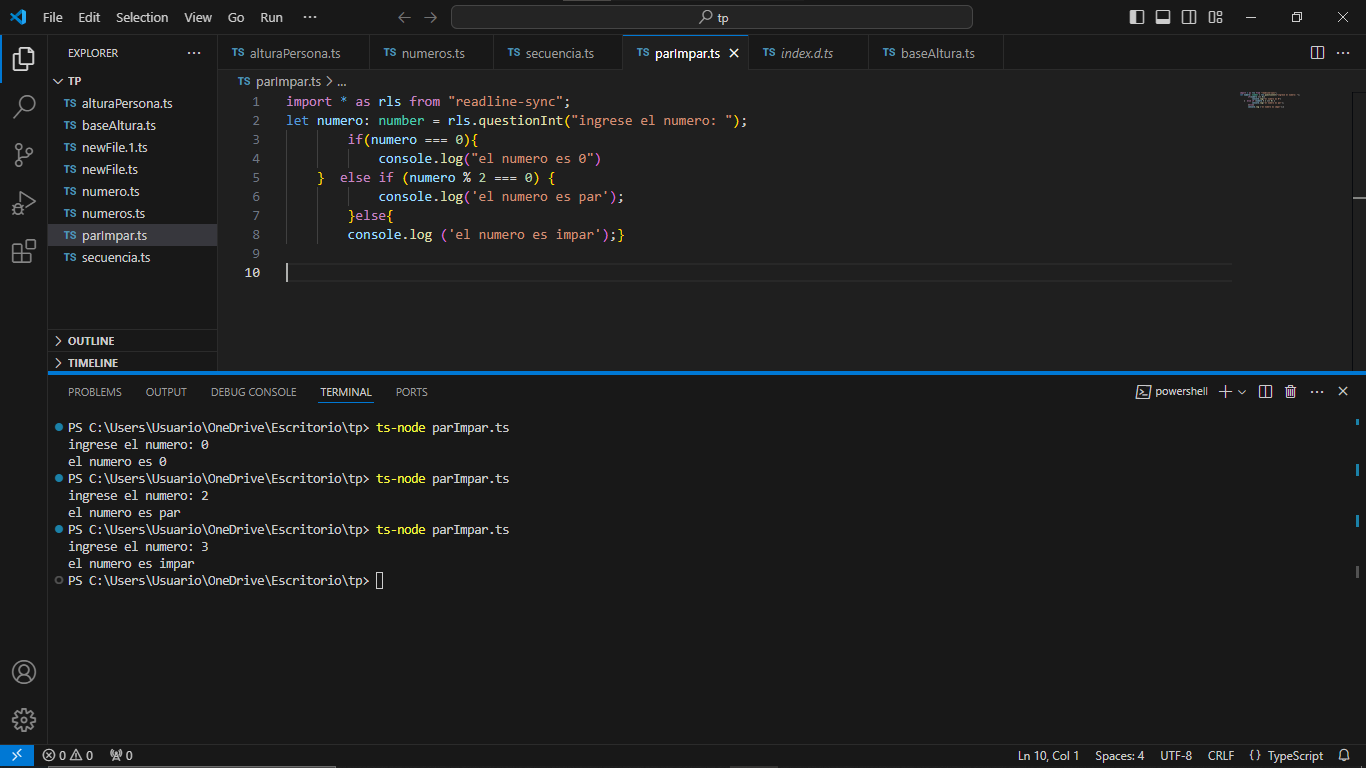 File Edit Selection View Go Run ··· tp
EXPLORER ···
TP
TS alturaPersona.ts
TS baseAltura.ts
TS newFile.1.ts
TS newFile.ts
TS numero.ts
TS numeros.ts
TS parImpar.ts
TS secuencia.ts
OUTLINE
TIMELINE
TS alturaPersona.ts TS numeros.ts TS secuencia.ts TS parImpar.ts TS index.d.ts TS baseAltura.ts ···
TS parImpar.ts > ...
1 import * as rls from "readline-sync";
2 let numero: number = rls.questionInt("ingrese el numero: ");
3 if(numero === 0){
4 console.log("el numero es 0")
5 } else if (numero % 2 === 0) {
6 console.log('el numero es par');
7 }else{
8 console.log ('el numero es impar');}
9
10
PROBLEMS OUTPUT DEBUG CONSOLE TERMINAL PORTS powershell ···
PS C:\Users\Usuario\OneDrive\Escritorio\tp> ts-node parImpar.ts
ingrese el numero: 0
el numero es 0
PS C:\Users\Usuario\OneDrive\Escritorio\tp> ts-node parImpar.ts
ingrese el numero: 2
el numero es par
PS C:\Users\Usuario\OneDrive\Escritorio\tp> ts-node parImpar.ts
ingrese el numero: 3
el numero es impar
PS C:\Users\Usuario\OneDrive\Escritorio\tp>
0 0 0 Ln 10, Col 1 Spaces: 4 UTF-8 CRLF {} TypeScript